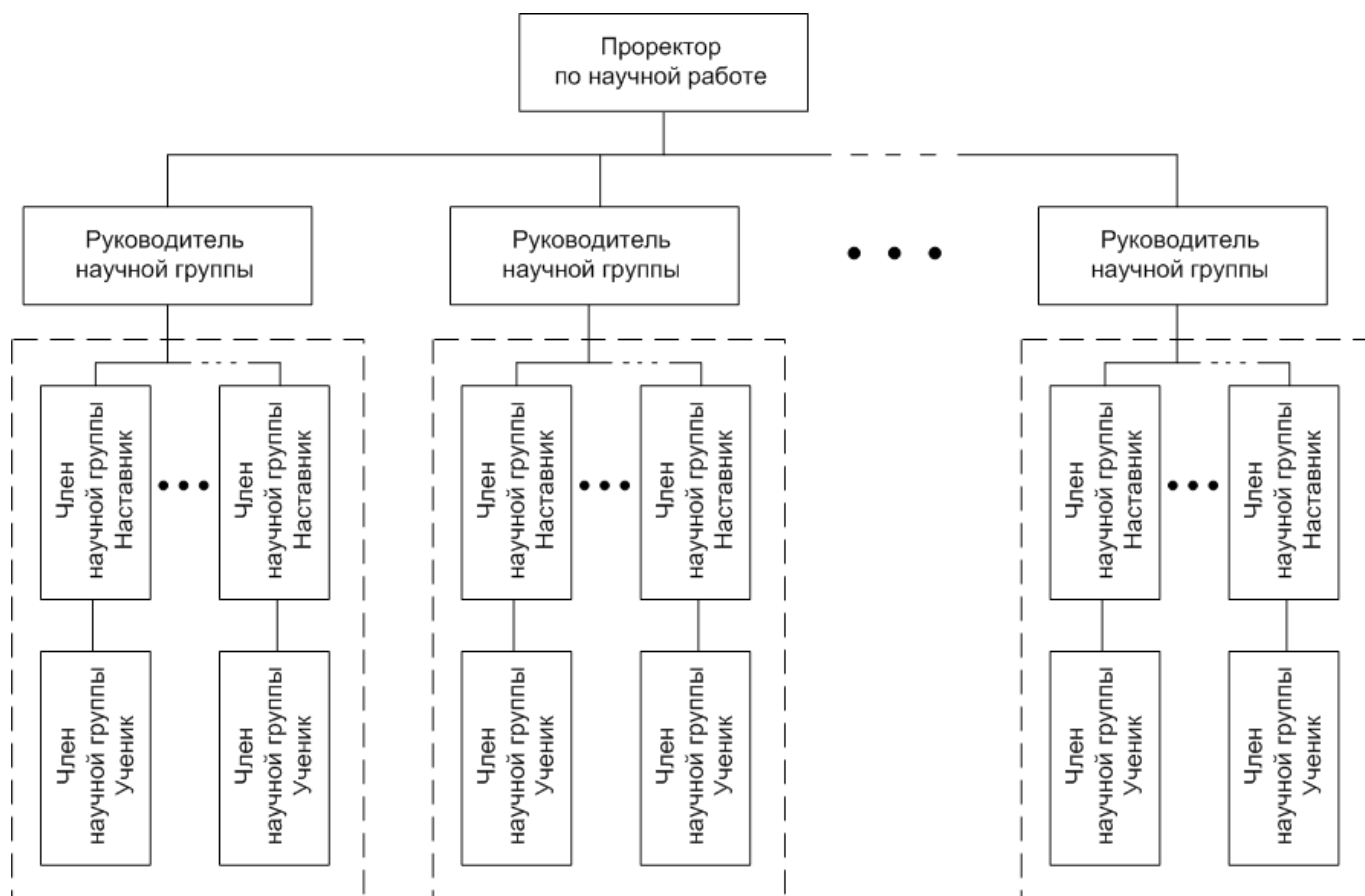 Проректор
по научной работе
Руководитель
научной группы
Руководитель
научной группы
Руководитель
научной группы
Член
научной группы
Наставник
Член
научной группы
Наставник
Член
научной группы
Наставник
Член
научной группы
Наставник
Член
научной группы
Наставник
Член
научной группы
Наставник
Член
научной группы
Ученик
Член
научной группы
Ученик
Член
научной группы
Ученик
Член
научной группы
Ученик
Член
научной группы
Ученик
Член
научной группы
Ученик